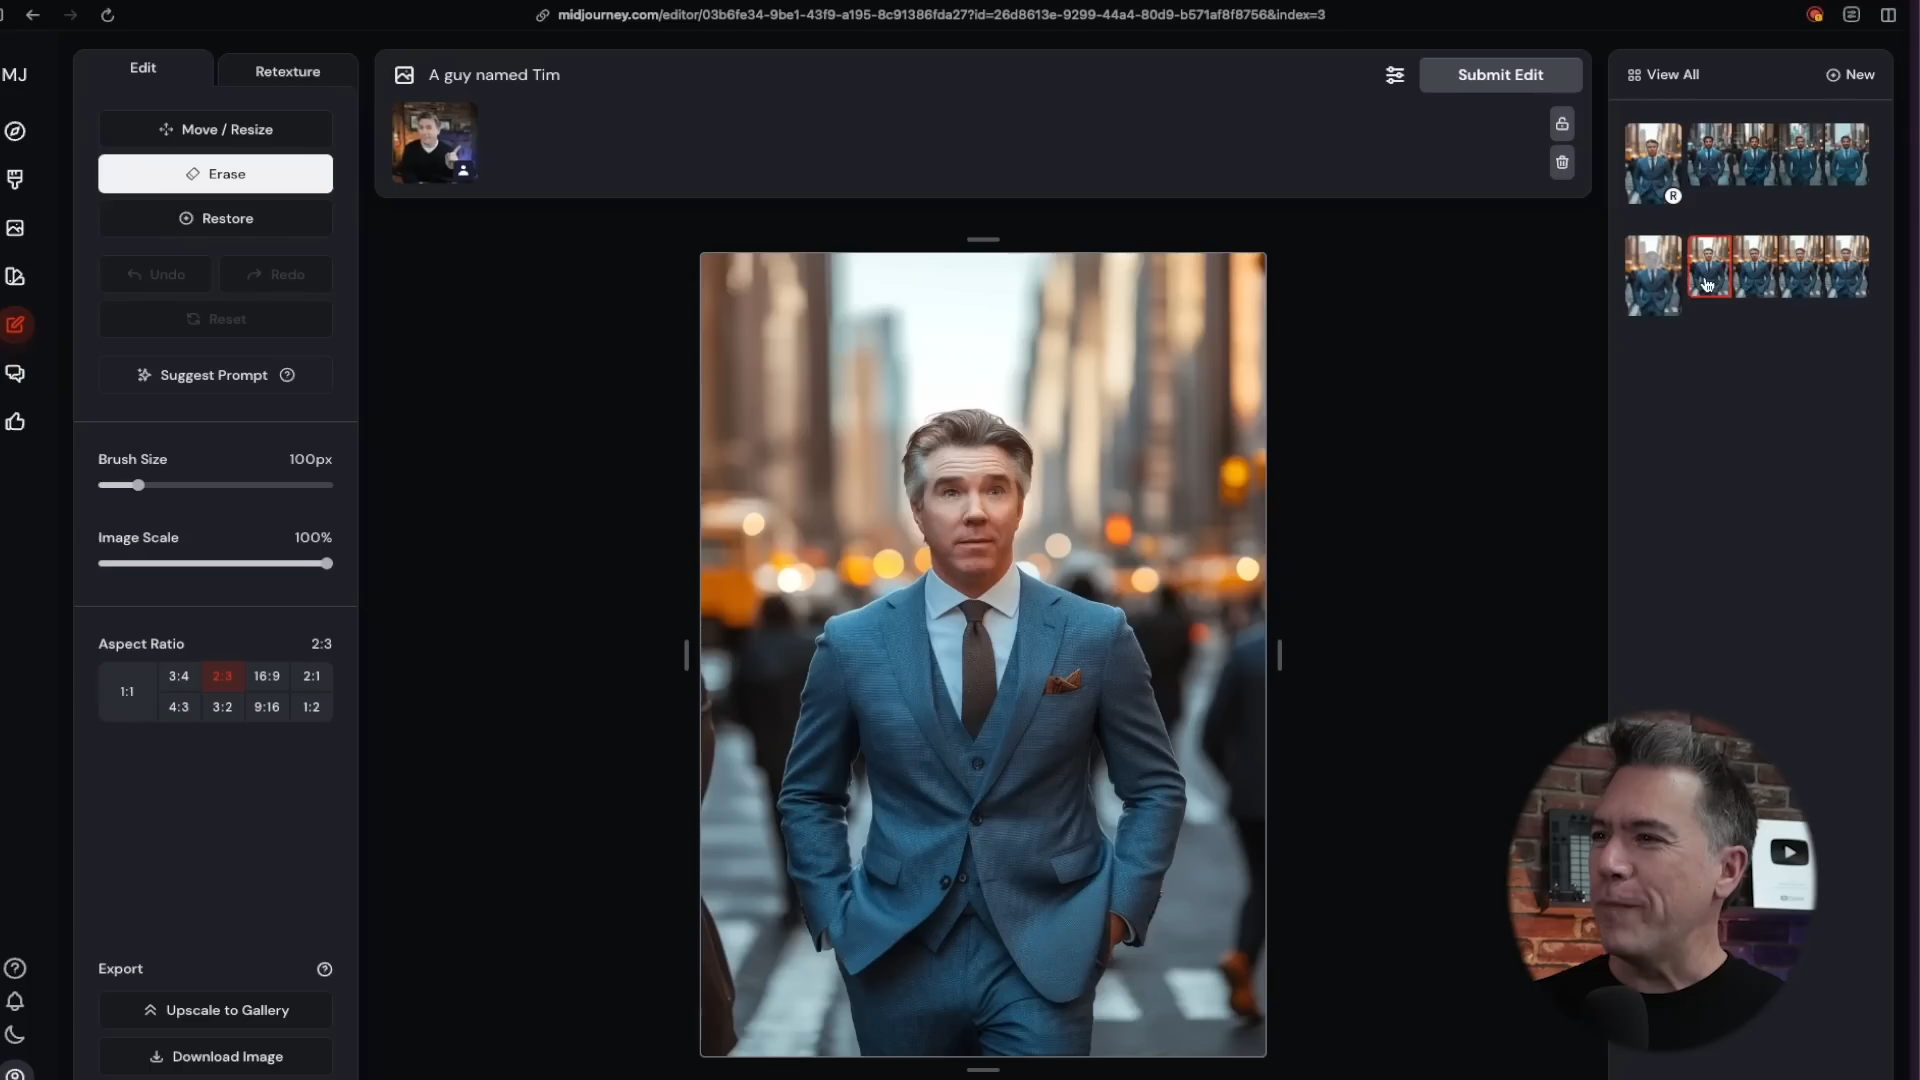 midjourney.com/editor/03b6fe34-9be1-43f9-a195-8c91386fda27?id=26d8613e-9299-44a4-80d9-b571af8f8756&index=3
MJ
Edit
Retexture
A guy named Tim
Submit Edit
View All
New
Move / Resize
Erase
Restore
Undo
Redo
Reset
Suggest Prompt
R
Brush Size
100px
Image Scale
100%
Aspect Ratio
2:3
1:1
3:4
2:3
16:9
2:1
4:3
3:2
9:16
1:2
Export
Upscale to Gallery
Download Image